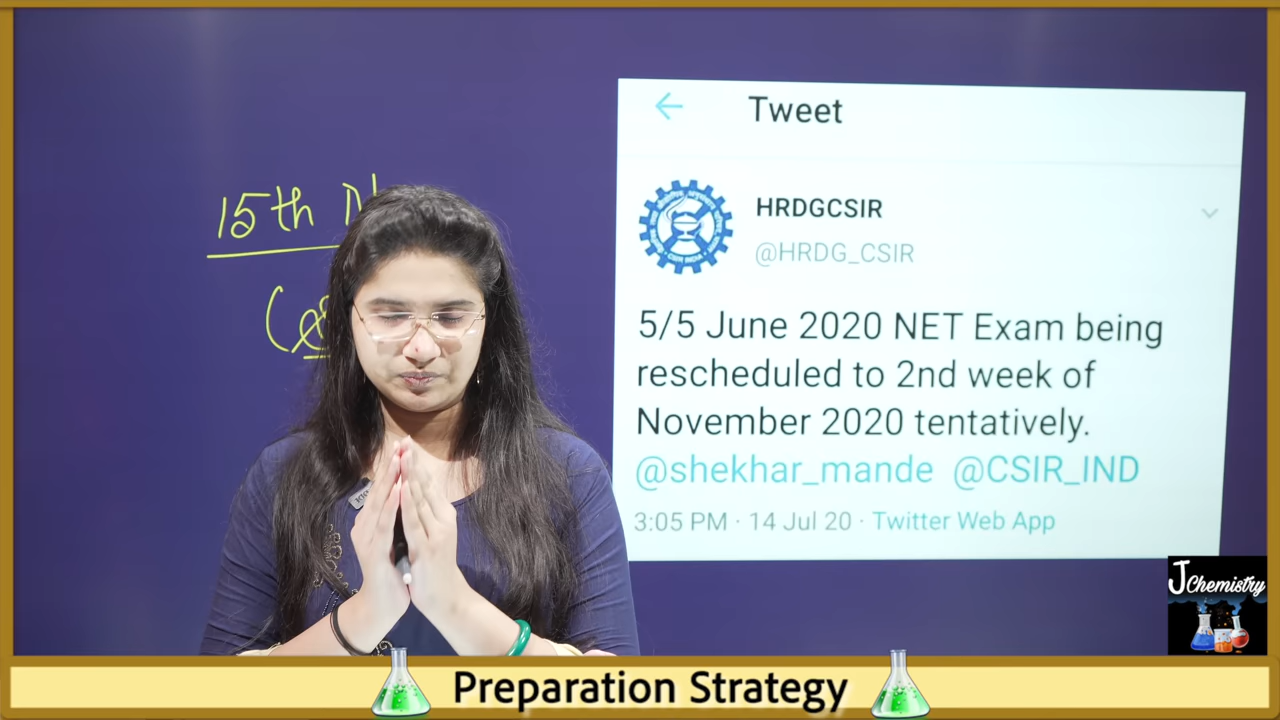 15th
Tweet
HRDGCSIR
@HRDG_CSIR
5/5 June 2020 NET Exam being
rescheduled to 2nd week of
November 2020 tentatively.
@shekhar_mande @CSIR_IND
3:05 PM · 14 Jul 20 · Twitter Web App
J Chemistry
Preparation Strategy